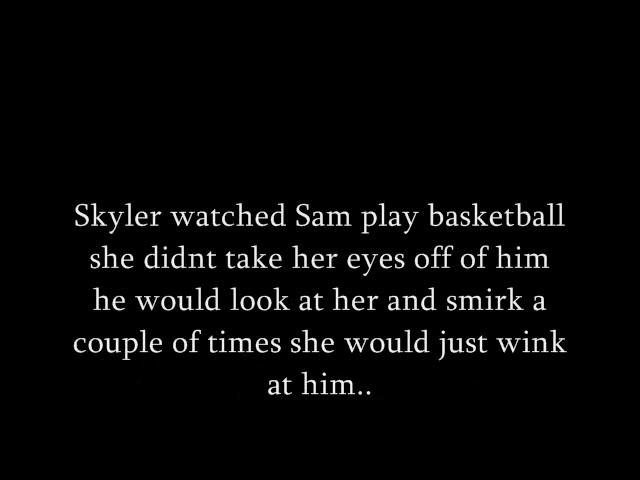 Skyler watched Sam play basketball
she didnt take her eyes off of him
he would look at her and smirk a
couple of times she would just wink
at him..